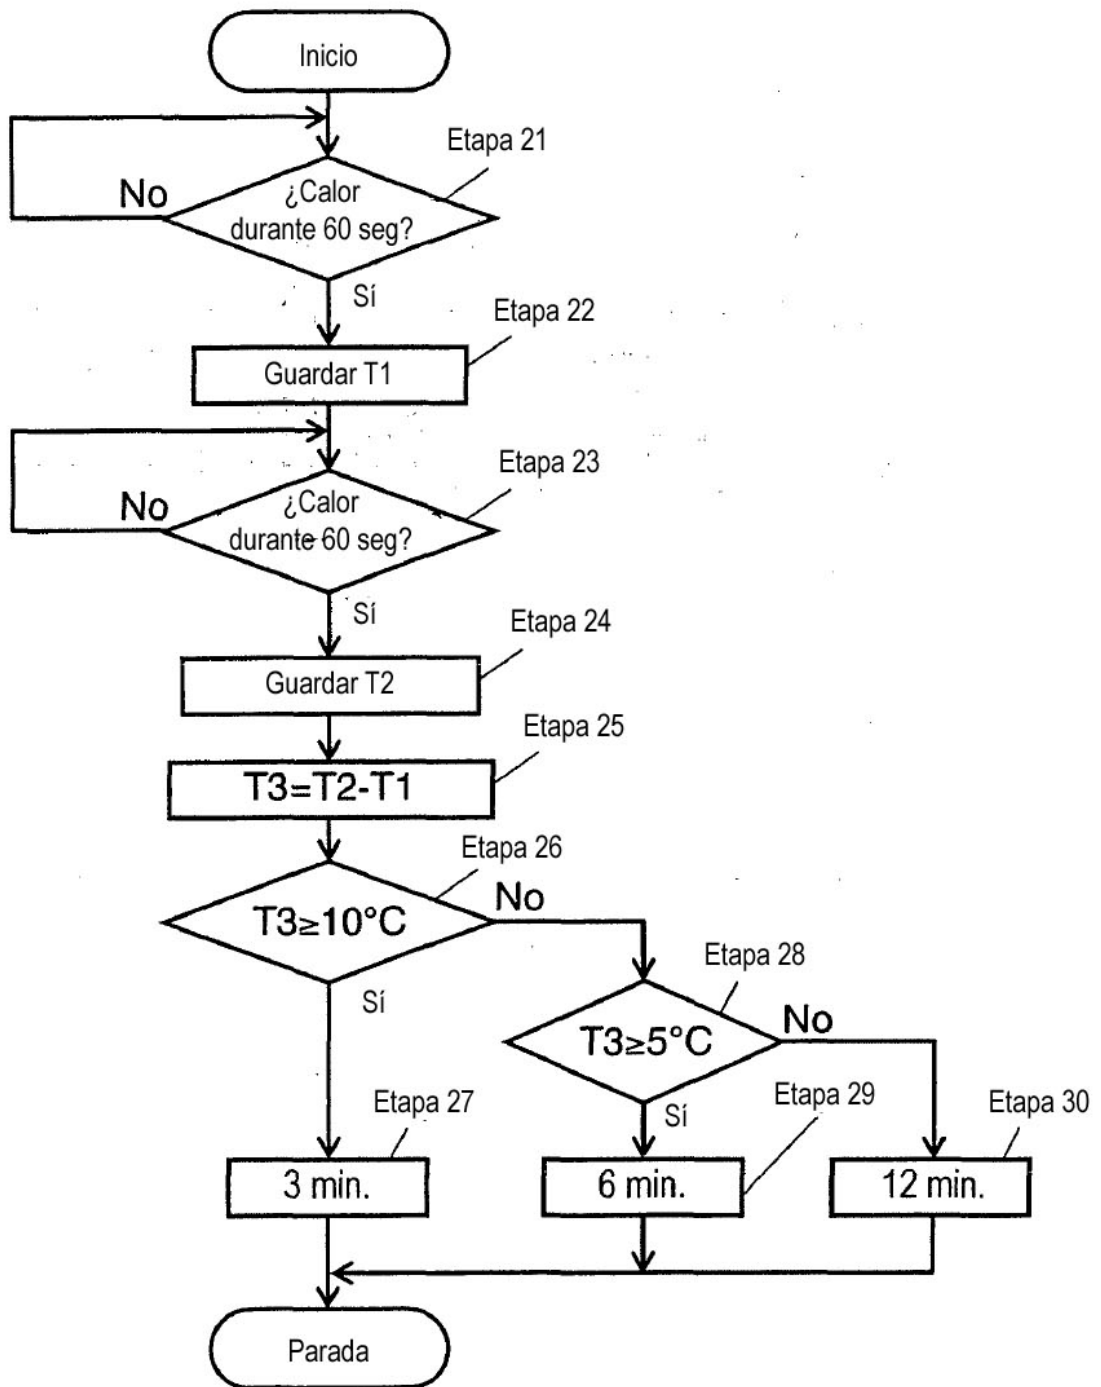 Inicio
Etapa 21
No
¿Calor
durante 60 seg?
Sí
Etapa 22
Guardar T1
Etapa 23
No
¿Calor
durante 60 seg?
Sí
Etapa 24
Guardar T2
Etapa 25
T3=T2-T1
Etapa 26
No
T3≥10°C
Sí
Etapa 28
No
T3≥5°C
Sí
Etapa 27
Etapa 29
Etapa 30
3 min.
6 min.
12 min.
Parada